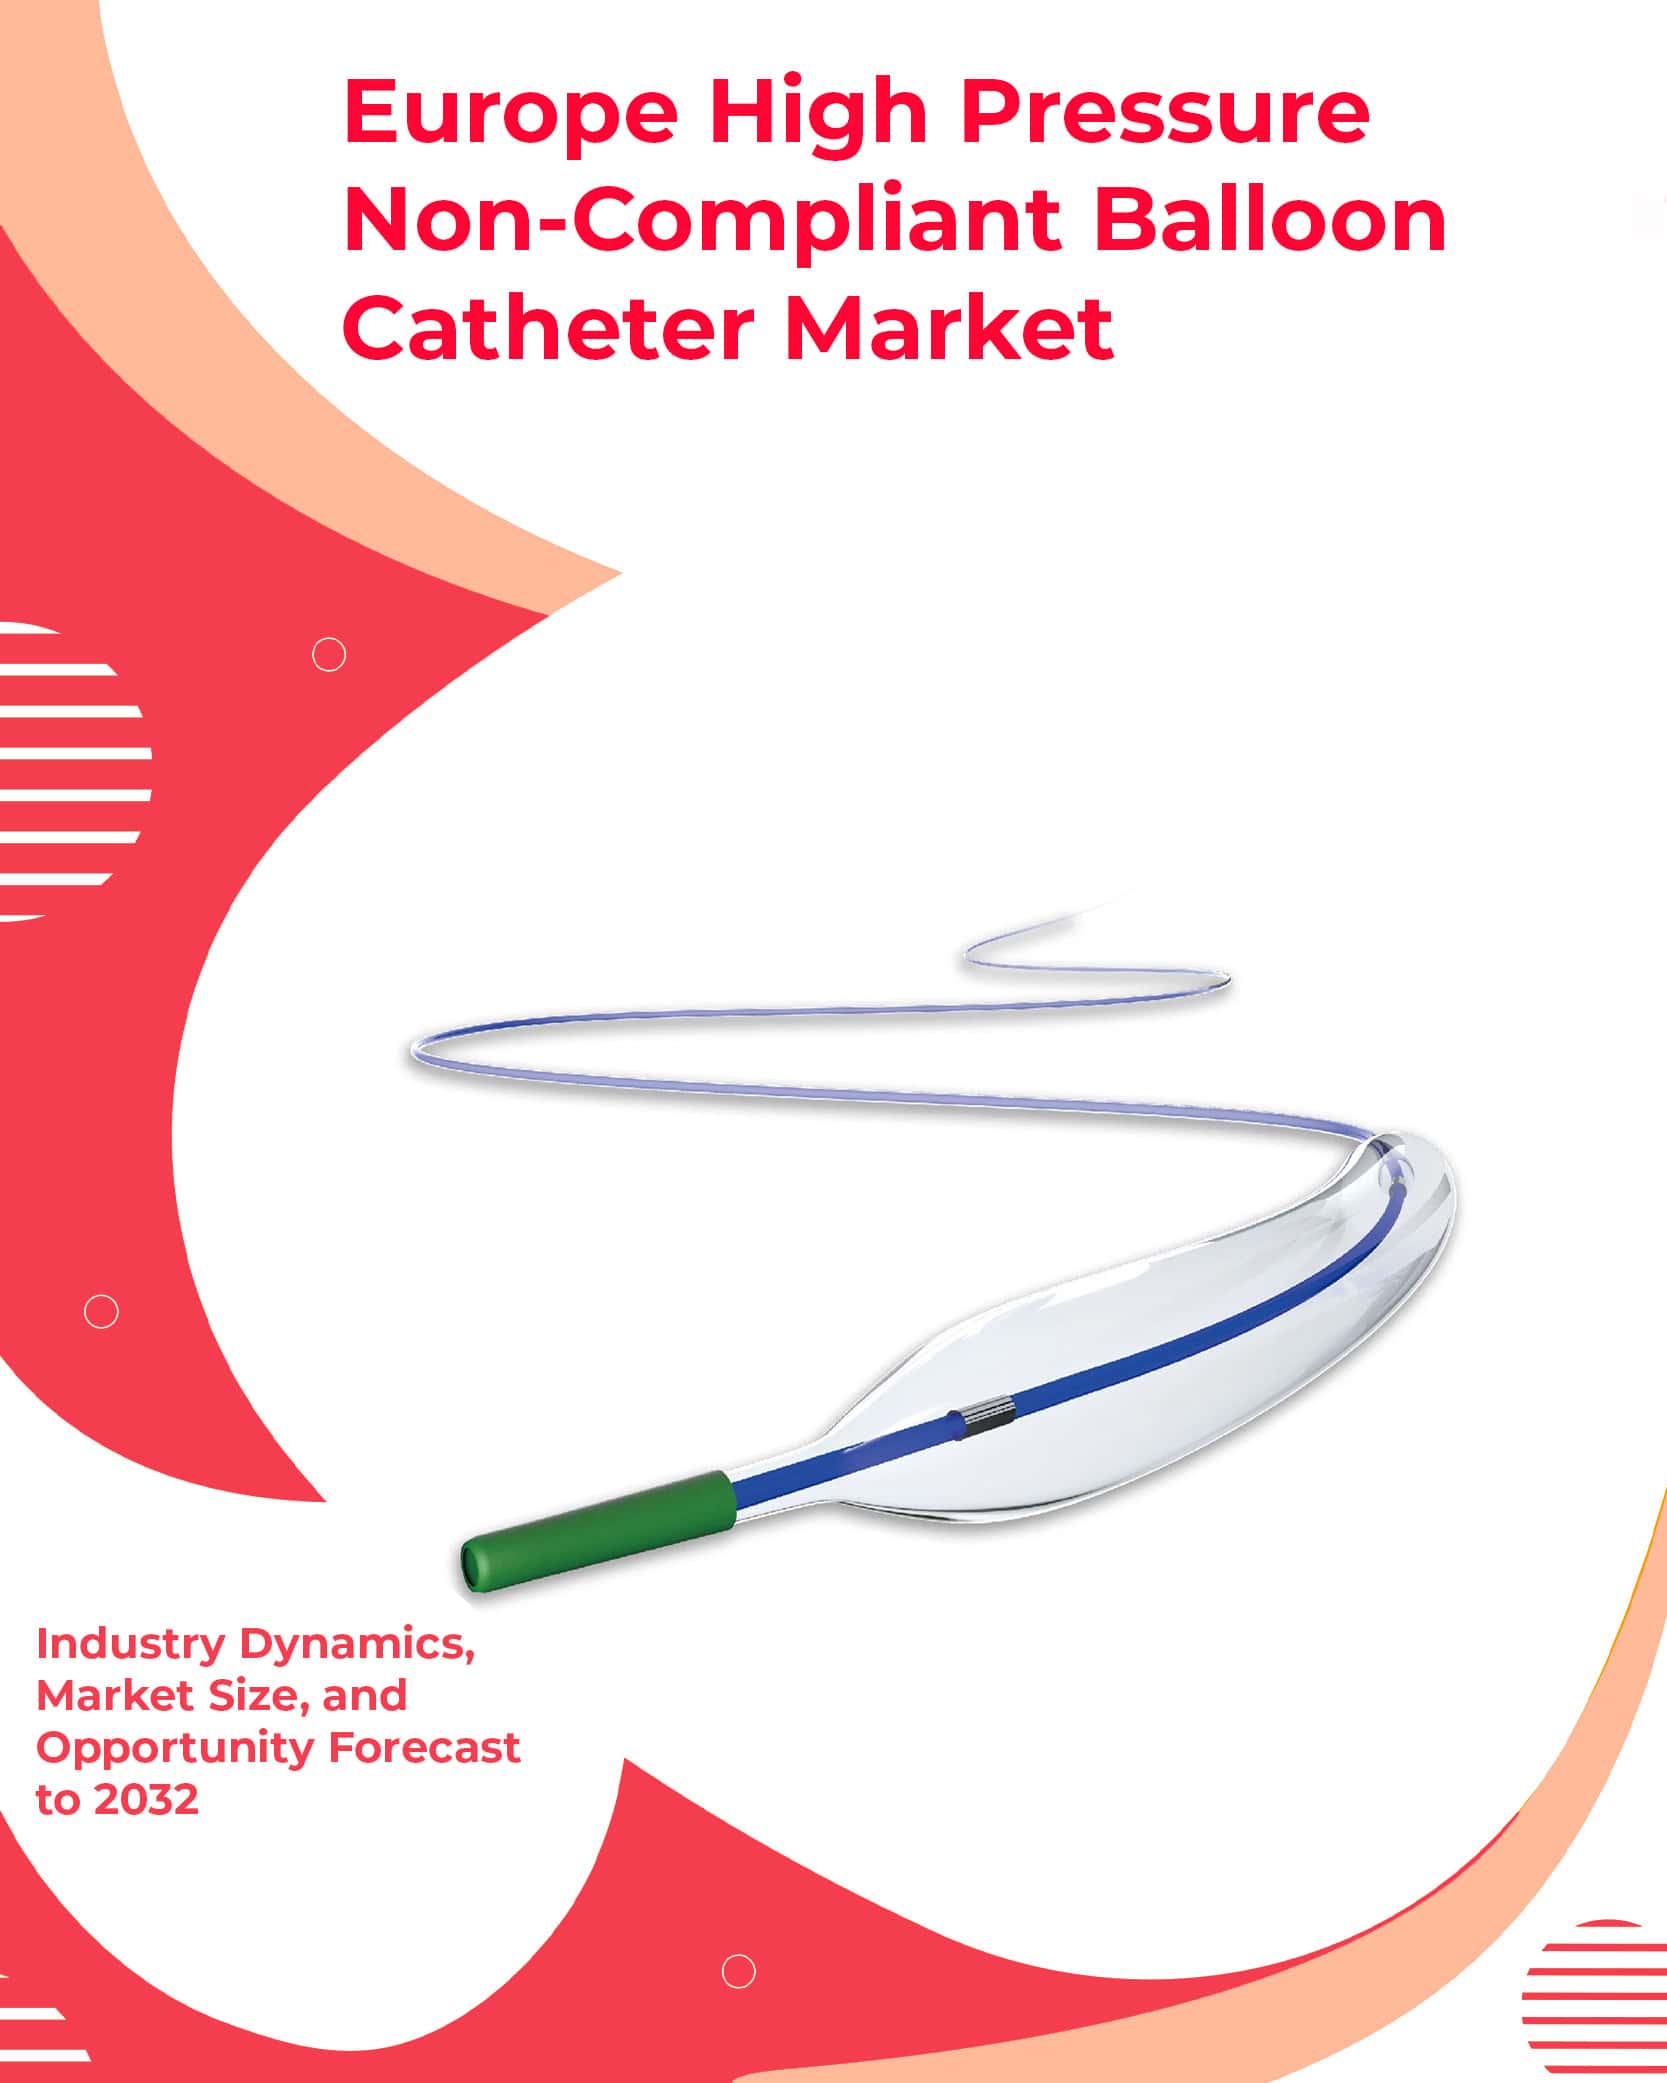 Europe High Pressure
Non-Compliant Balloon
Catheter Market
Industry Dynamics,
Market Size, and
Opportunity Forecast
to 2032